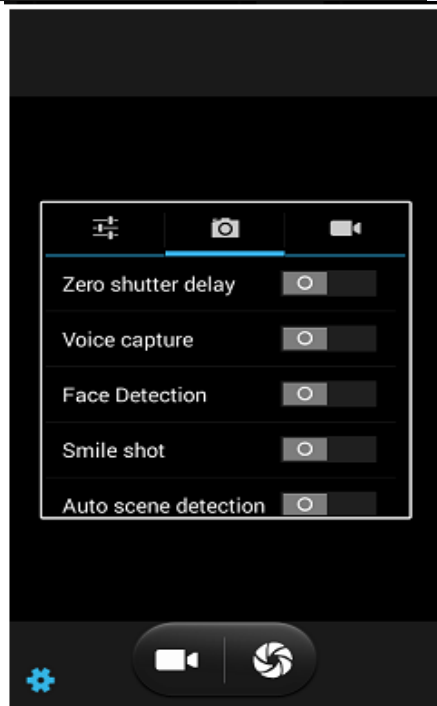 Zero shutter delay
Voice capture
Face Detection
Smile shot
Auto scene detection